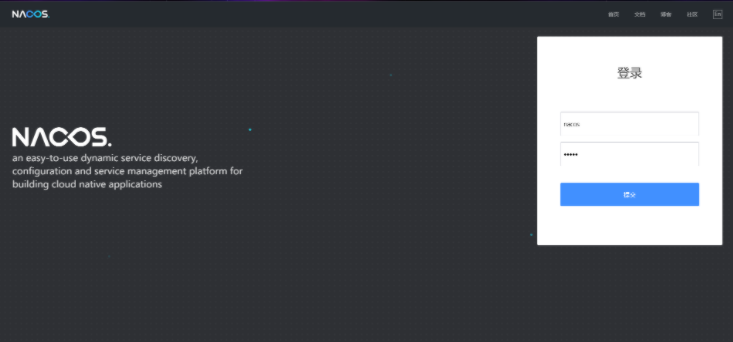 NACOS.
首页
文档
博客
社区
En
登录
NACOS.
an easy-to-use dynamic service discovery,
configuration and service management platform for
building cloud native applications
nacos
•••••
提交